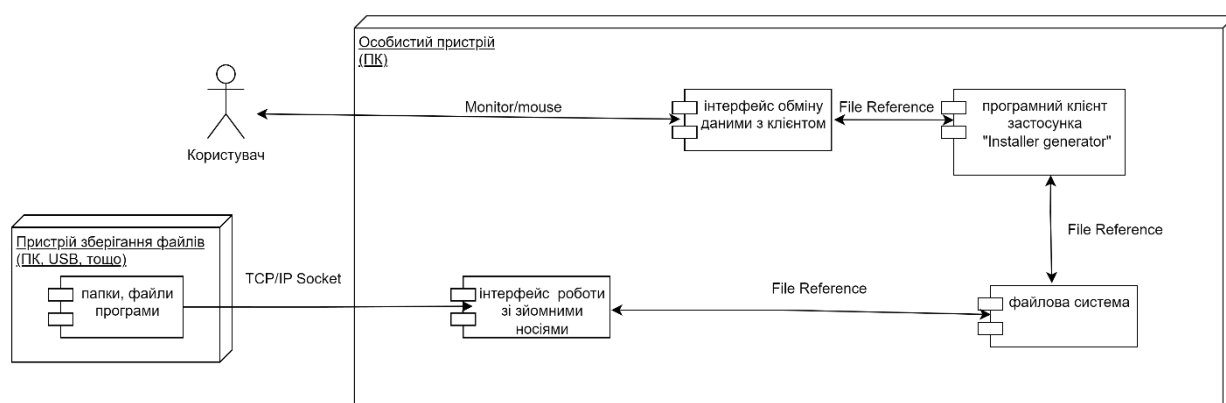 Особистий пристрій
(ПК)
Monitor/mouse
інтерфейс обміну
даними з клієнтом
File Reference
програмний клієнт
застосунка
"Installer generator"
Користувач
File Reference
Пристрій зберігання файлів
(ПК, USB, тощо)
TCP/IP Socket
папки, файли
програми
інтерфейс роботи
зі зйомними
носіями
File Reference
файлова система